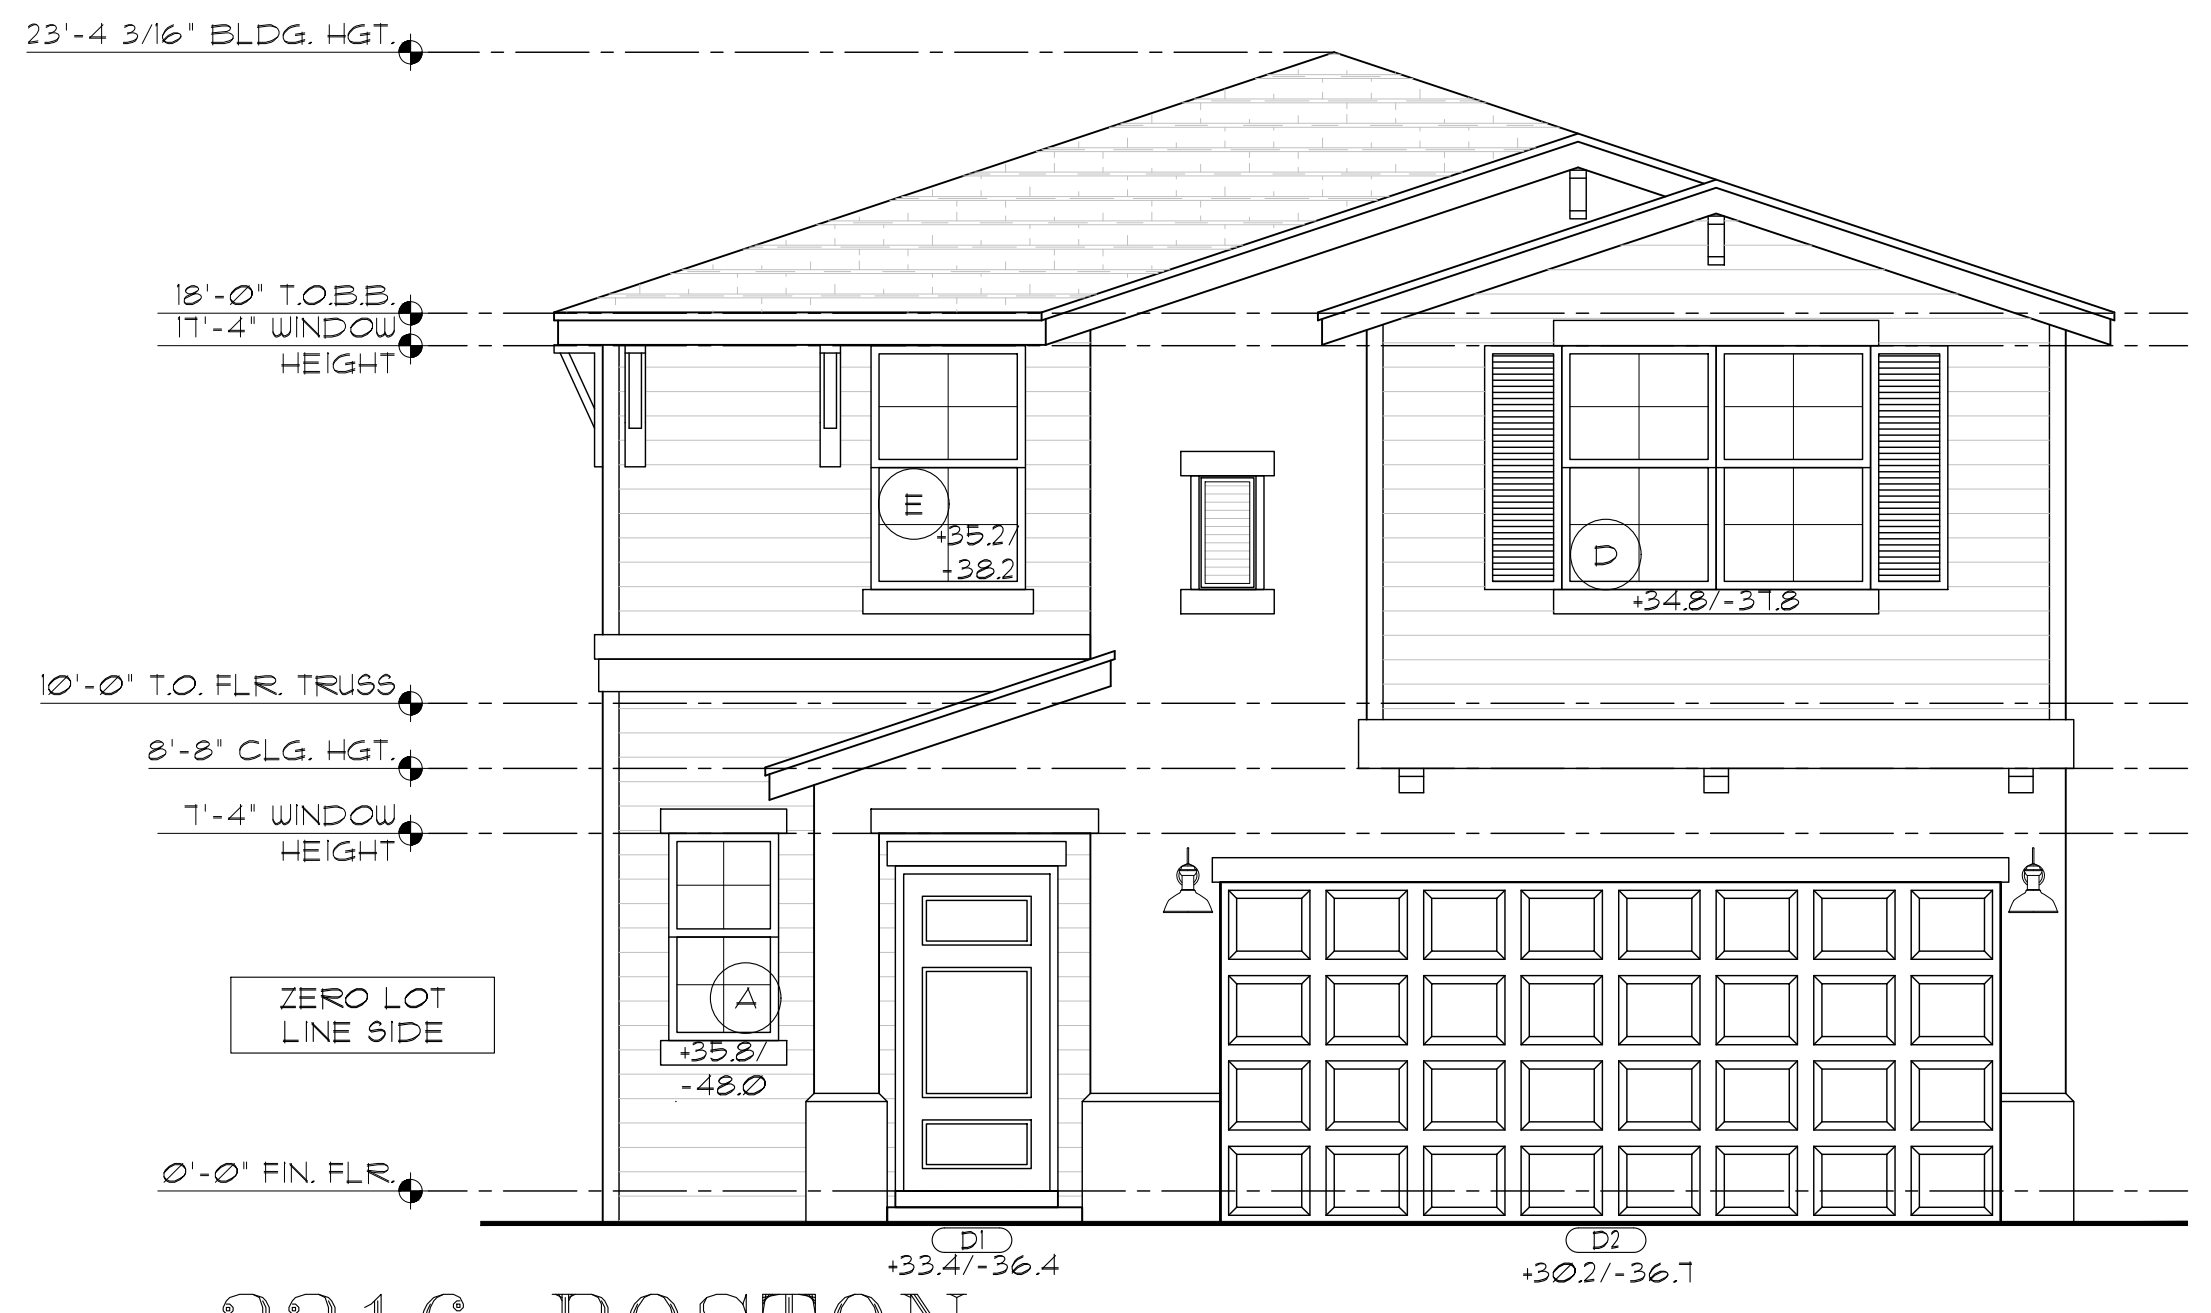 23'-4 3/16" BLDG. HGT.
18'-0" T.O.B.B.
17'-4" WINDOW
HEIGHT
E
+35.2/
-38.2
D
+34.8/-37.8
10'-0" T.O. FLR. TRUSS
8'-8" CLG. HGT.
7'-4" WINDOW
HEIGHT
ZERO LOT
LINE SIDE
A
+35.8/
-48.0
0'-0" FIN. FLR.
D1
+33.4/-36.4
D2
+30.2/-36.7
2216 BOSTON